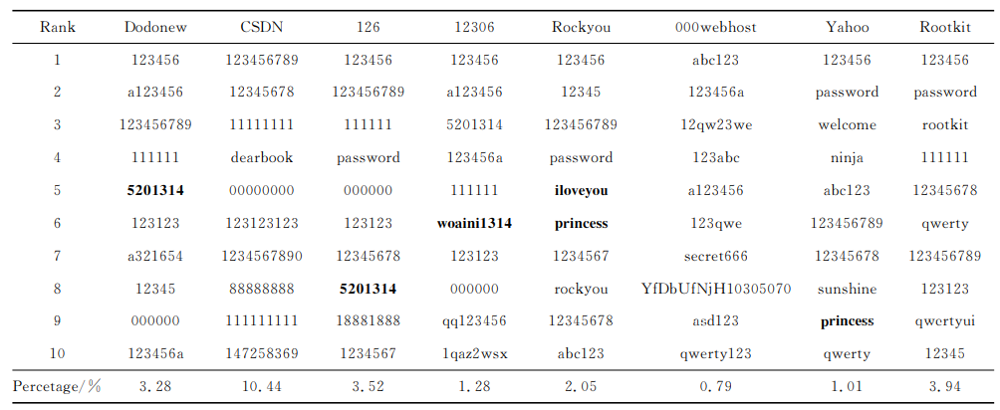 Rank Dodonew CSDN 126 12306 Rockyou 000webhost Yahoo Rootkit
1 123456 123456789 123456 123456 123456 abc123 123456 123456
2 a123456 12345678 123456789 a123456 12345 123456a password password
3 123456789 11111111 111111 5201314 123456789 12qw23we welcome rootkit
4 111111 dearbook password 123456a password 123abc ninja 111111
5 5201314 00000000 000000 111111 iloveyou a123456 abc123 12345678
6 123123 123123123 123123 woaini1314 princess 123qwe 123456789 qwerty
7 a321654 1234567890 12345678 123123 1234567 secret666 12345678 123456789
8 12345 88888888 5201314 000000 rockyou YfDbUfNjH10305070 sunshine 123123
9 000000 111111111 18881888 qq123456 12345678 asd123 princess qwertyui
10 123456a 147258369 1234567 1qaz2wsx abc123 qwerty123 qwerty 12345
Percetage/% 3.28 10.44 3.52 1.28 2.05 0.79 1.01 3.94